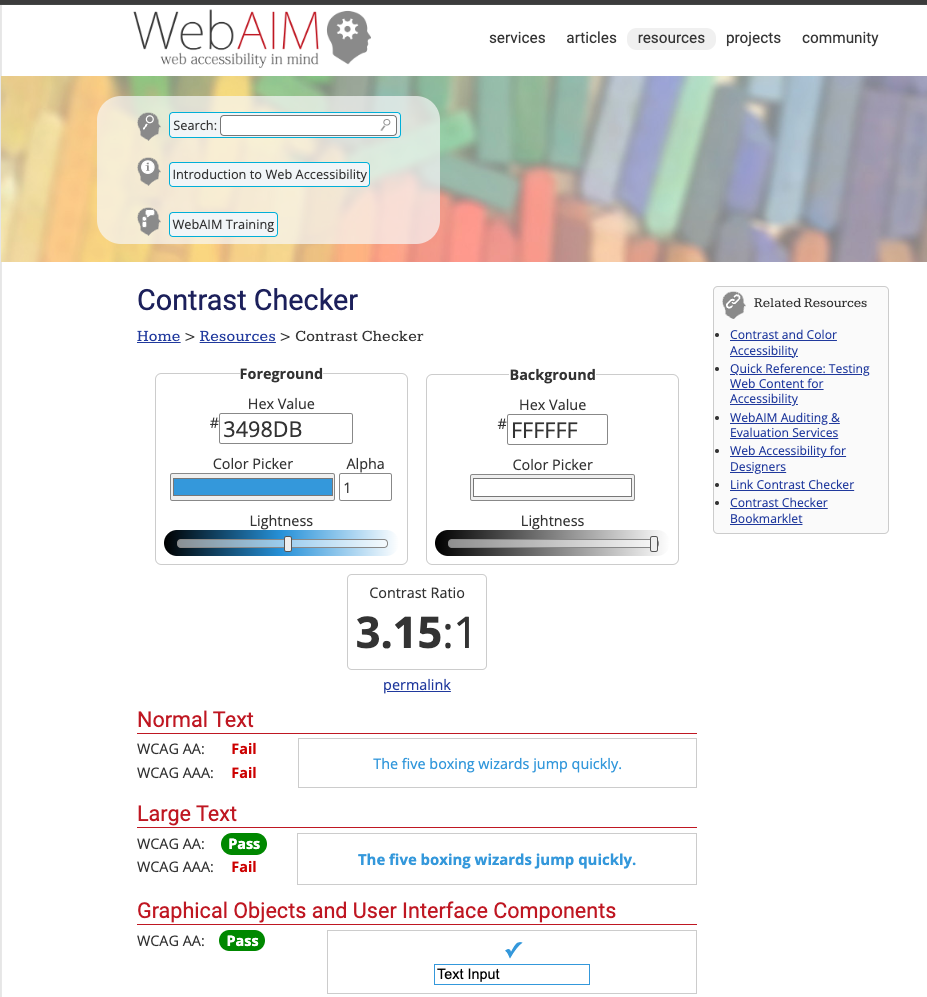 WebAIM
web accessibility in mind
services articles resources projects community
Search:
Introduction to Web Accessibility
WebAIM Training
Contrast Checker
Home > Resources > Contrast Checker
Foreground
Hex Value
# 3498DB
Color Picker Alpha
1
Lightness
Background
Hex Value
# FFFFFF
Color Picker
Lightness
Contrast Ratio
3.15:1
permalink
Normal Text
WCAG AA: Fail
WCAG AAA: Fail
The five boxing wizards jump quickly.
Large Text
WCAG AA: Pass
WCAG AAA: Fail
The five boxing wizards jump quickly.
Graphical Objects and User Interface Components
WCAG AA: Pass
✔
Text Input
Related Resources
• Contrast and Color
Accessibility
• Quick Reference: Testing
Web Content for
Accessibility
• WebAIM Auditing &
Evaluation Services
• Web Accessibility for
Designers
• Link Contrast Checker
• Contrast Checker
Bookmarklet